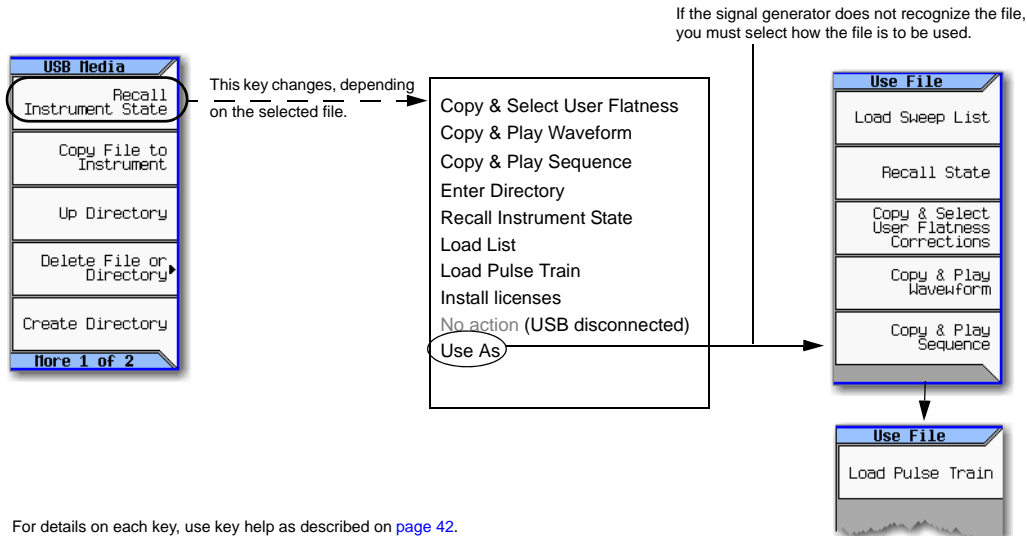 If the signal generator does not recognize the file,
you must select how the file is to be used.
USB Media
Recall
Instrument State
Copy File to
Instrument
Up Directory
Delete File or
Directory
Create Directory
More 1 of 2
This key changes, depending
on the selected file.
Copy & Select User Flatness
Copy & Play Waveform
Copy & Play Sequence
Enter Directory
Recall Instrument State
Load List
Load Pulse Train
Install licenses
No action (USB disconnected)
Use As
Use File
Load Sweep List
Recall State
Copy & Select
User Flatness
Corrections
Copy & Play
Wavewform
Copy & Play
Sequence
Use File
Load Pulse Train
For details on each key, use key help as described on page 42.